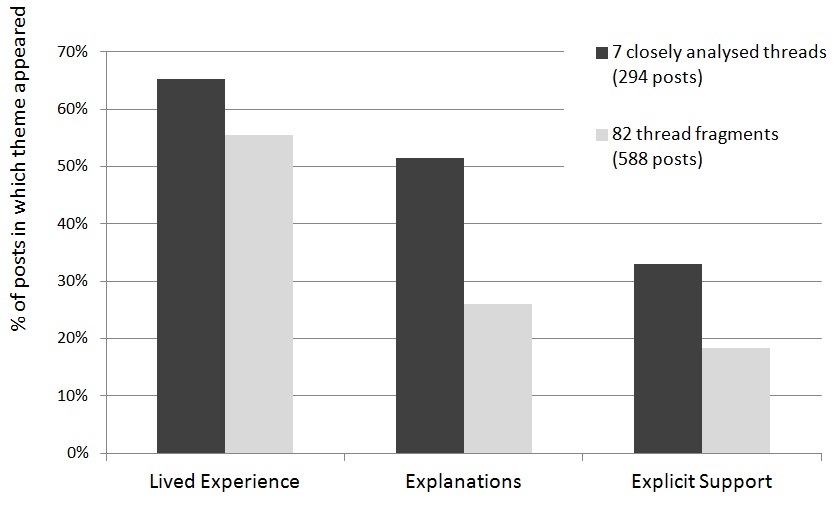 % of posts in which theme appeared
70%
60%
50%
40%
30%
20%
10%
0%
7 closely analysed threads
(294 posts)
82 thread fragments
(588 posts)
Lived Experience
Explanations
Explicit Support